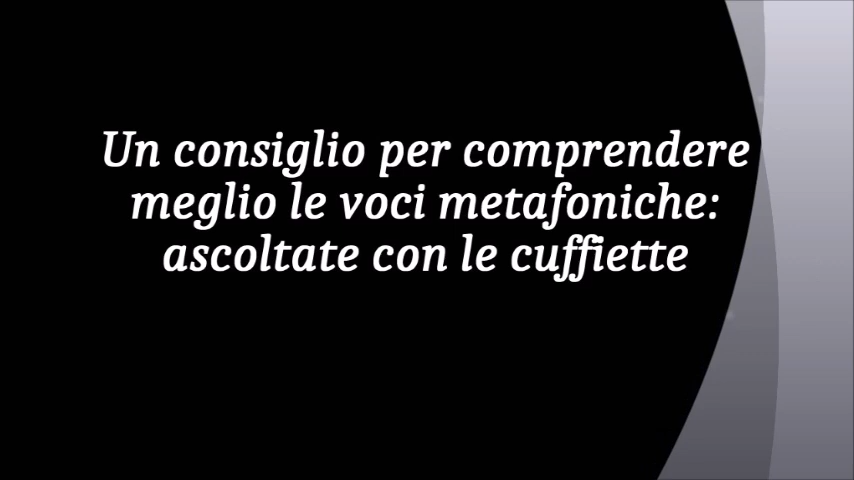 Un consiglio per comprendere
meglio le voci metafoniche:
ascoltate con le cuffiette